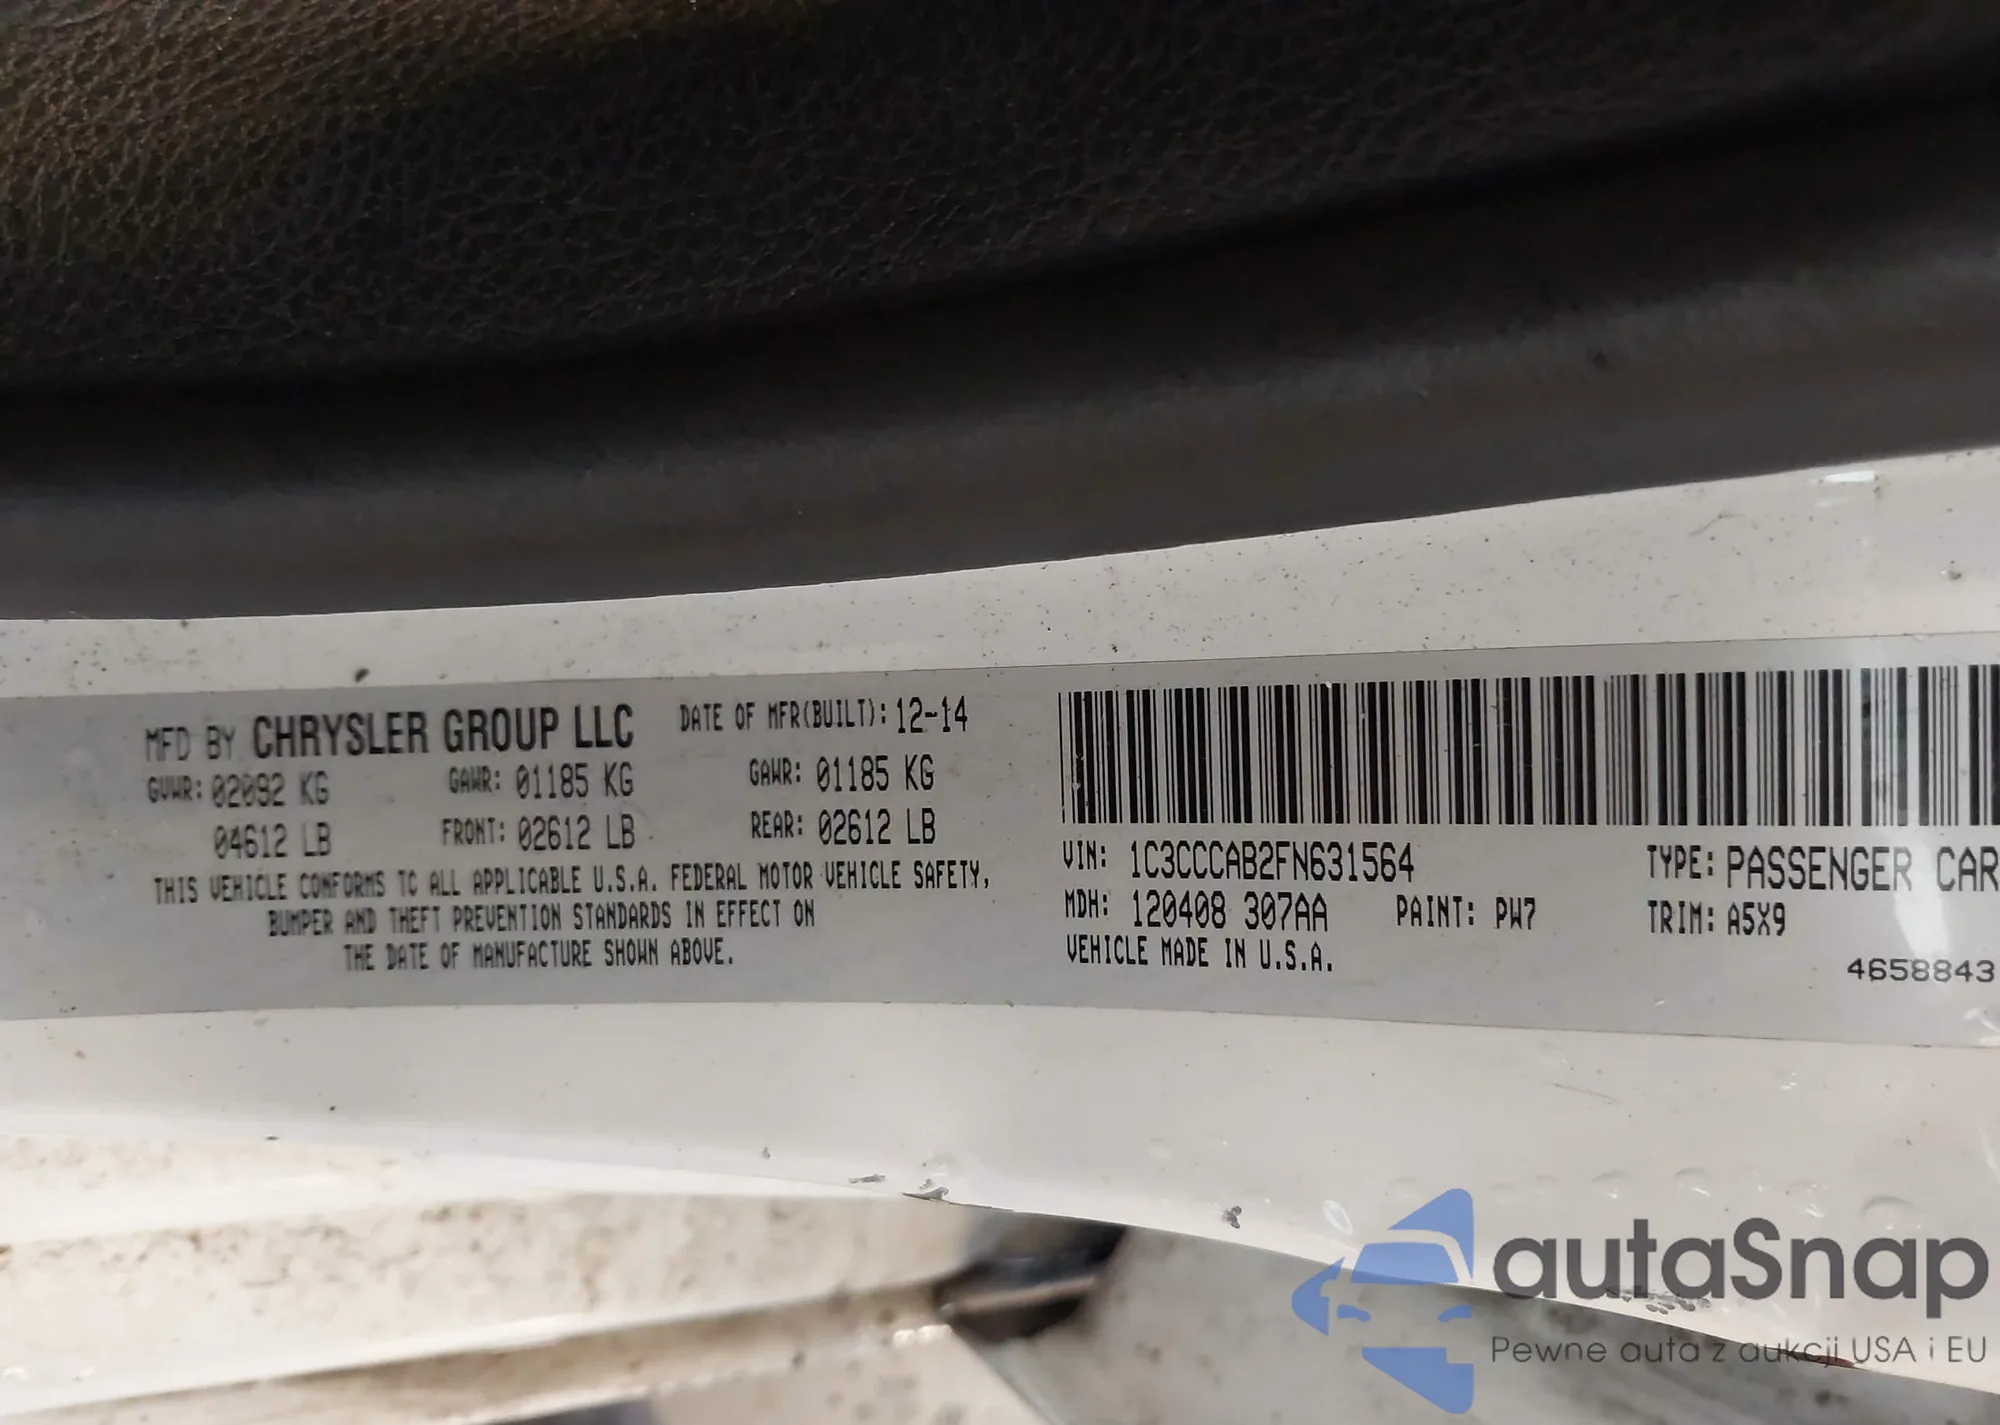 MFD BY CHRYSLER GROUP LLC DATE OF MFR(BUILT): 12-14
GVWR: 02092 KG GAWR: 01185 KG GAWR: 01185 KG
04612 LB FRONT: 02612 LB REAR: 02612 LB
THIS VEHICLE CONFORMS TO ALL APPLICABLE U.S.A. FEDERAL MOTOR VEHICLE SAFETY,
BUMPER AND THEFT PREVENTION STANDARDS IN EFFECT ON
THE DATE OF MANUFACTURE SHOWN ABOVE.
VIN: 1C3CCCAB2FN631564 TYPE: PASSENGER CAR
MDH: 120408 307AA PAINT: PW7 TRIM: A5X9
VEHICLE MADE IN U.S.A.
4658843
autaSnap
Pewne auta z aukcji USA i EU